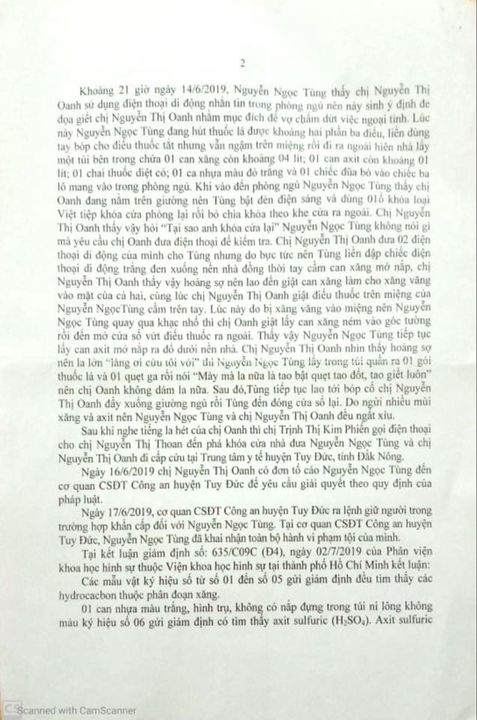 2
Khoảng 21 giờ ngày 14/6/2019, Nguyễn Ngọc Tùng thấy chị Nguyễn Thị
Oanh sử dụng điện thoại di động nhắn tin trong phòng ngủ nên nảy sinh ý định đe
dọa giết chị Nguyễn Thị Oanh nhằm mục đích để vợ chấm dứt việc ngoại tình. Lúc
này Nguyễn Ngọc Tùng đang hút thuốc lá được khoảng hai phần ba điếu, liền dùng
tay bóp cho điếu thuốc tắt nhưng vẫn ngậm trên miệng rồi đi ra ngoài hiên nhà lấy
một túi bên trong chứa 01 can xăng còn khoảng 04 lít; 01 can axit còn khoảng 01
lít; 01 chai thuốc diệt cỏ; 01 ca nhựa màu đỏ trắng và 01 chiếc đũa bỏ vào chiếc ba
lô mang vào trong phòng ngủ. Khi vào đến phòng ngủ Nguyễn Ngọc Tùng thấy chị
Oanh đang nằm trên giường nên Tùng bật đèn điện sáng và dùng 01ổ khóa loại
Việt tiệp khóa cửa phòng lại rồi bỏ chìa khóa theo khe cửa ra ngoài. Chị Nguyễn
Thị Oanh thấy vậy hỏi "Tại sao anh khóa cửa lại" Nguyễn Ngọc Tùng không nói gì
mà yêu cầu chị Oanh đưa điện thoại để kiểm tra. Chị Nguyễn Thị Oanh đưa 02 điện
thoại di động của mình cho Tùng nhưng do bực tức nên Tùng liền đập chiếc điện
thoại di động trắng đen xuống nền nhà đồng thời tay cầm can xăng mở nắp, chị
Nguyễn Thị Oanh thấy vậy hoảng sợ nên lao đến giật can xăng làm cho xăng văng
vào mặt của cả hai, cùng lúc chị Nguyễn Thị Oanh giật điếu thuốc trên miệng của
Nguyễn NgọcTùng cầm trên tay. Lúc này do bị xăng văng vào miệng nên Nguyễn
Ngọc Tùng quay qua khạc nhổ thì chị Oanh giật lấy can xăng ném vào góc tường
rồi đến mở cửa sổ vứt điếu thuốc ra ngoài. Thấy vậy Nguyễn Ngọc Tùng tiếp tục
lấy can axit mở nắp ra đổ dưới nền nhà. Chị Nguyễn Thị Oanh nhìn thấy hoảng sợ
nên la lớn "làng ơi cứu tôi với" thì Nguyễn Ngọc Tùng lấy trong túi quần ra 01 gói
thuốc lá và 01 quẹt ga rồi nói "Mày mà la nữa là tao bật quẹt tao đốt, tao giết luôn"
nên chị Oanh không dám la nữa. Sau đó,Tùng tiếp tục lao tới bóp cổ chị Nguyễn
Thị Oanh đẩy xuống giường ngủ rồi Tùng đến đóng cửa sổ lại. Do ngửi nhiều mùi
xăng và axit nên Nguyễn Ngọc Tùng và chị Nguyễn Thị Oanh đều ngất xỉu.
Sau khi nghe tiếng la hét của chị Oanh thì chị Trịnh Thị Kim Phiến gọi điện thoại
cho chị Nguyễn Thị Thoan đến phá khóa cửa nhà đưa Nguyễn Ngọc Tùng và chị
Nguyễn Thị Oanh đi cấp cứu tại Trung tâm y tế huyện Tuy Đức, tỉnh Đắk Nông.
Ngày 16/6/2019 chị Nguyễn Thị Oanh có đơn tố cáo Nguyễn Ngọc Tùng đến
cơ quan CSĐT Công an huyện Tuy Đức để yêu cầu giải quyết theo quy định của
pháp luật.
Ngày 17/6/2019, cơ quan CSĐT Công an huyện Tuy Đức ra lệnh giữ người trong
trường hợp khẩn cấp đối với Nguyễn Ngọc Tùng. Tại cơ quan CSĐT Công an huyện
Tuy Đức, Nguyễn Ngọc Tùng đã khai nhận toàn bộ hành vi phạm tội của mình.
Tại kết luận giám định số: 635/C09C (Đ4), ngày 02/7/2019 của Phân viện
khoa học hình sự thuộc Viện khoa học hình sự tại thành phố Hồ Chí Minh kết luận:
Các mẫu vật ký hiệu số từ số 01 đến số 05 gửi giám định đều tìm thấy các
hydrocacbon thuộc phân đoạn xăng.
01 can nhựa màu trắng, hình trụ, không có nắp đựng trong túi ni lông không
màu ký hiệu số 06 gửi giám định có tìm thấy axit sulfuric (H₂SO₄). Axit sulfuric
CS Scanned with CamScanner